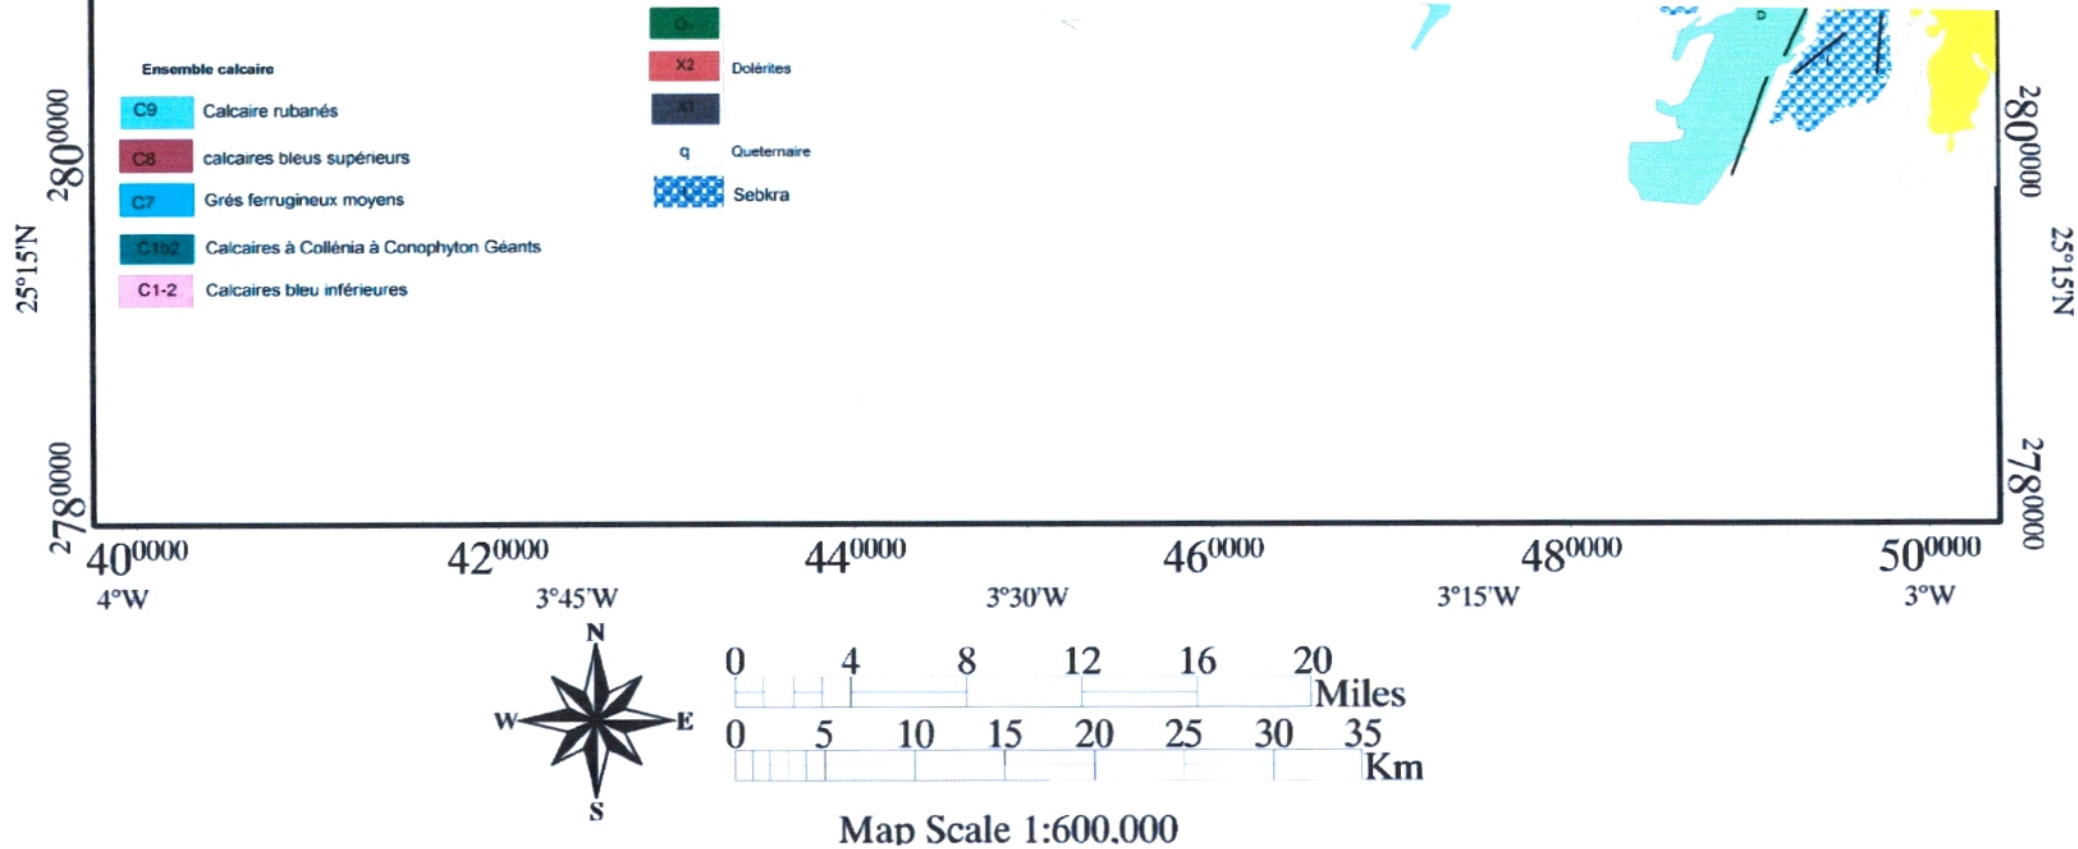 Ensemble calcaire
C9 Calcaire rubanés
C8 calcaires bleus supérieurs
C7 Grés ferrugineux moyens
C1b2 Calcaires à Collénia à Conophyton Géants
C1-2 Calcaires bleu inférieures
X2 Dolérites
X1
q Queternaire
Sebkra
D
2800000
25°15'N
2780000
2800000
25°15'N
2780000
400000 420000 440000 460000 480000 500000
4°W 3°45'W 3°30'W 3°15'W 3°W
N
W E
S
0 4 8 12 16 20
Miles
0 5 10 15 20 25 30 35
Km
Map Scale 1:600,000